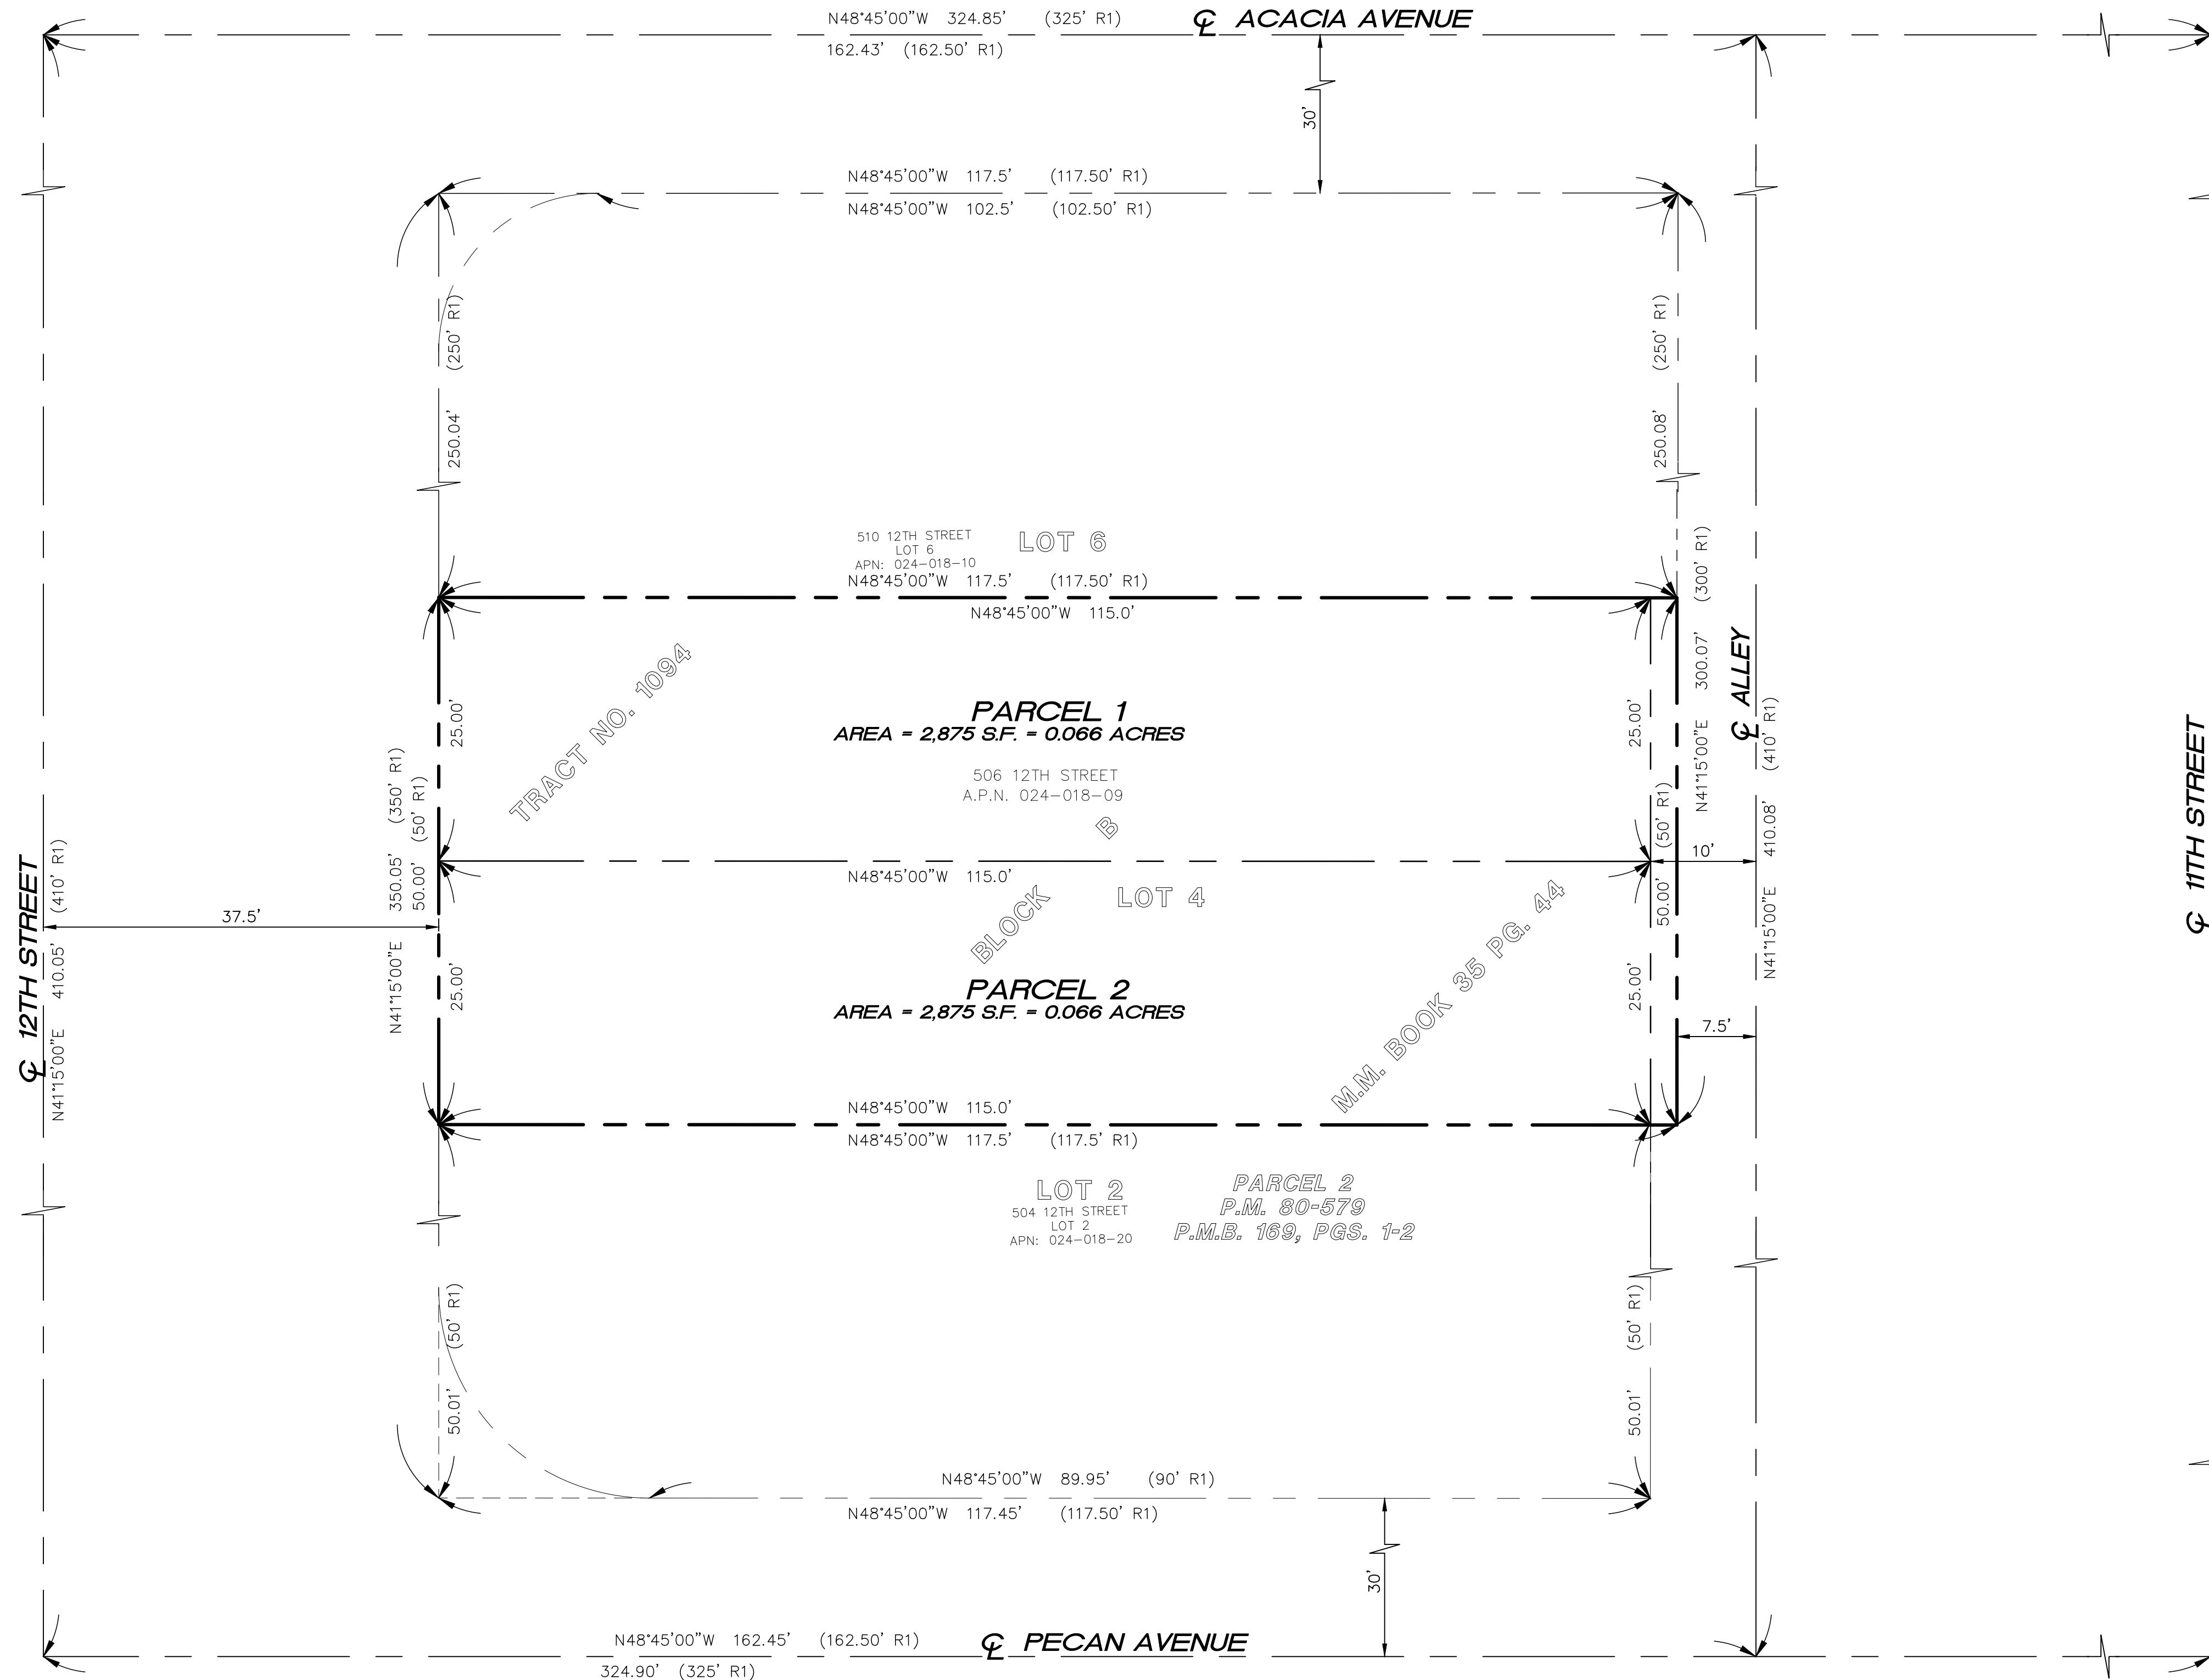 N48°45'00"W 324.85' (325' R1)
℄ ACACIA AVENUE
162.43' (162.50' R1)
30'
N48°45'00"W 117.5' (117.50' R1)
N48°45'00"W 102.5' (102.50' R1)
250.04' (250' R1)
250.08' (250' R1)
510 12TH STREET
LOT 6
APN: 024-018-10
LOT 6
N48°45'00"W 117.5' (117.50' R1)
N48°45'00"W 115.0'
N41°15'00"E 300.07' (300' R1)
℄ ALLEY
N41°15'00"E 410.08' (410' R1)
℄ 11TH STREET
TRACT NO. 1094
25.00'
PARCEL 1
AREA = 2,875 S.F. = 0.066 ACRES
25.00'
506 12TH STREET
A.P.N. 024-018-09
℄ 12TH STREET
N41°15'00"E 410.05' (410' R1)
37.5'
N41°15'00"E 350.05' (350' R1)
50.00' (50' R1)
50.00' (50' R1)
10'
N48°45'00"W 115.0'
BLOCK B
LOT 4
25.00'
PARCEL 2
AREA = 2,875 S.F. = 0.066 ACRES
25.00'
M.M. BOOK 35 PG. 44
7.5'
N48°45'00"W 115.0'
N48°45'00"W 117.5' (117.5' R1)
LOT 2
504 12TH STREET
LOT 2
APN: 024-018-20
PARCEL 2
P.M. 80-579
P.M.B. 169, PGS. 1-2
50.01' (50' R1)
50.01' (50' R1)
N48°45'00"W 89.95' (90' R1)
N48°45'00"W 117.45' (117.50' R1)
30'
N48°45'00"W 162.45' (162.50' R1)
℄ PECAN AVENUE
324.90' (325' R1)